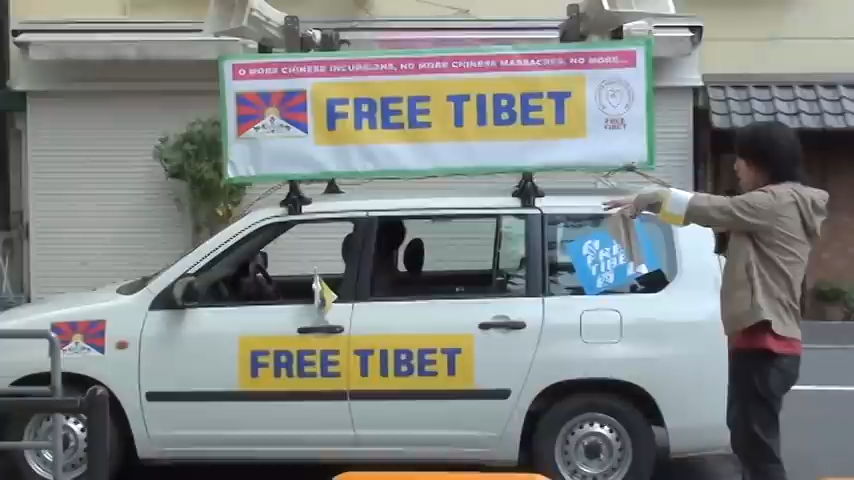 O MORE CHINESE INCURSIONS, NO MORE CHINESE MASSACRES, NO MORE...
FREE TIBET
FREE
TIBET
FREE
TIBET
FREE TIBET